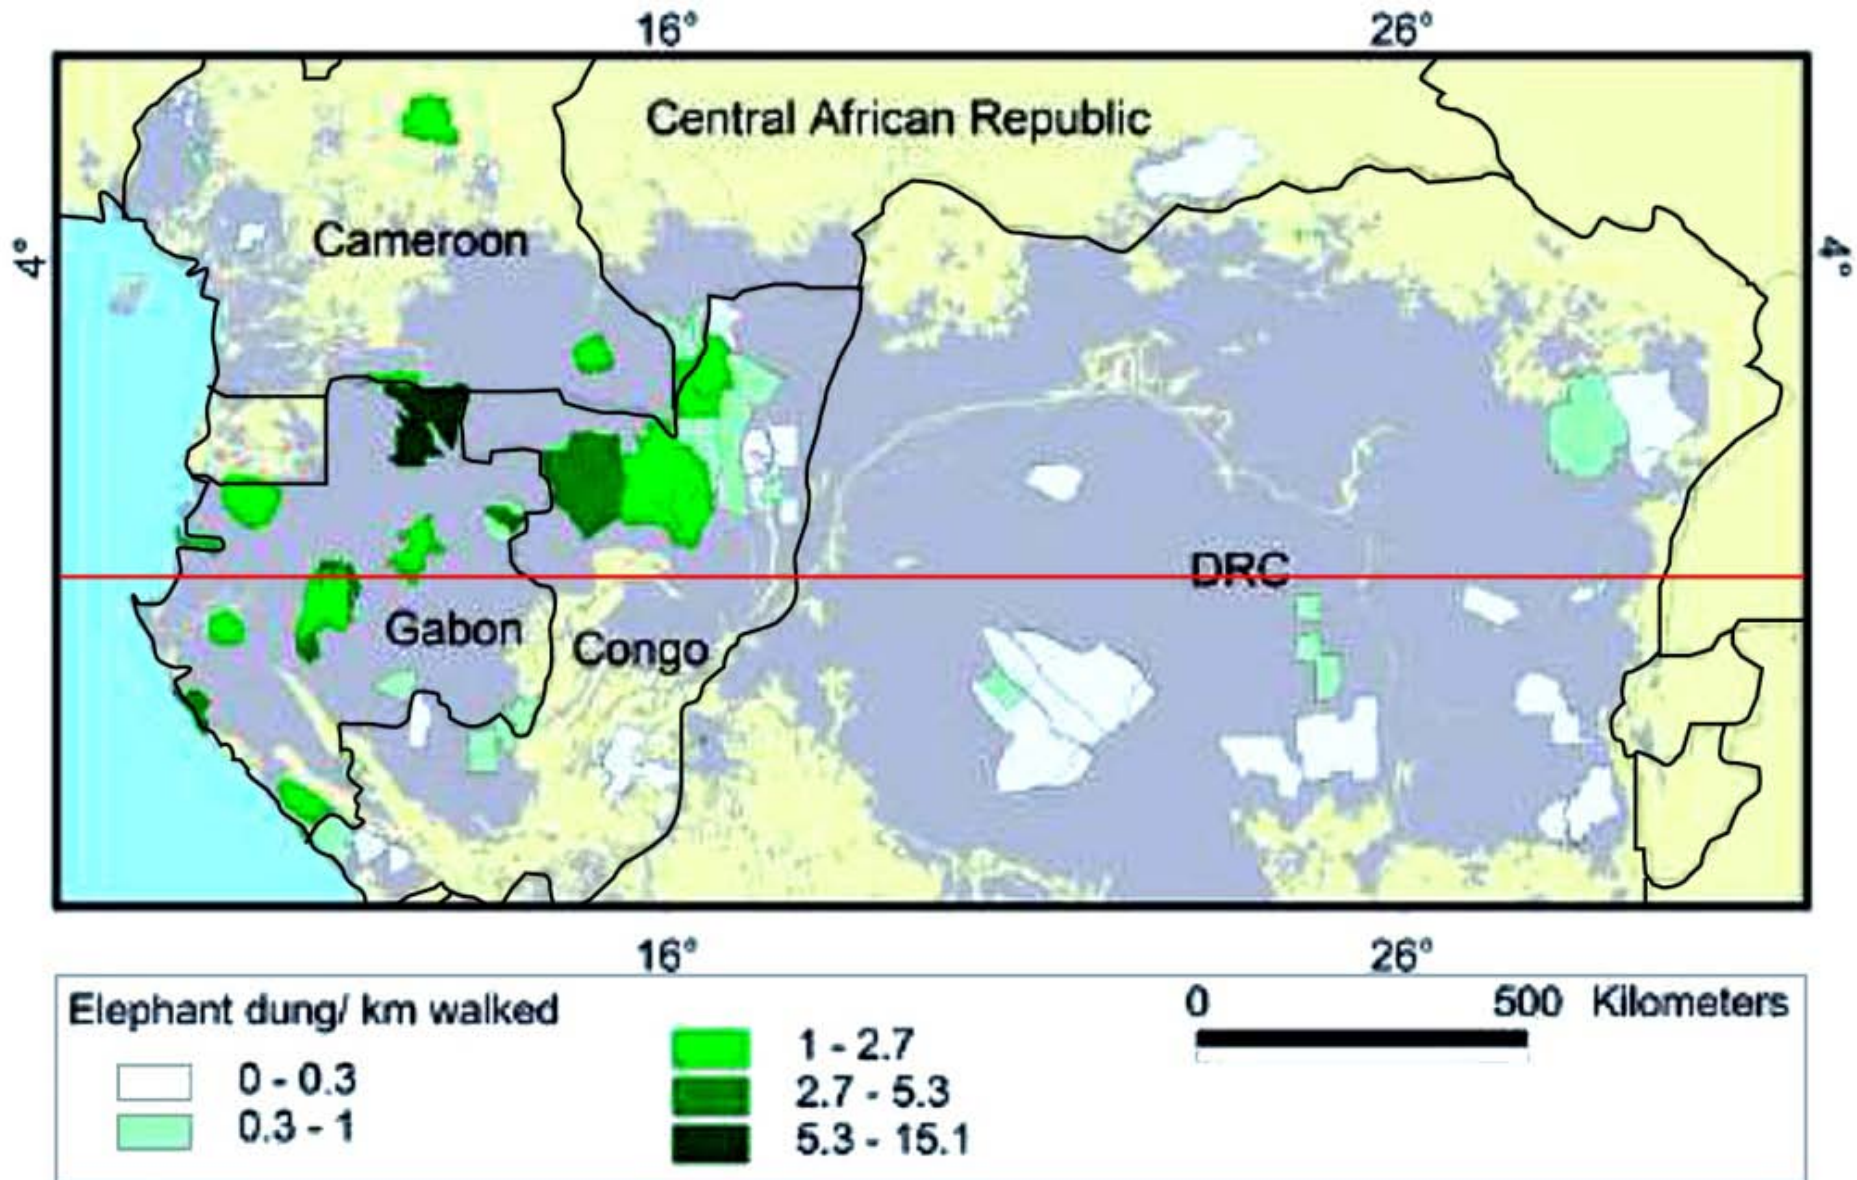 16° 26°
Central African Republic
Cameroon
4° 4°
DRC
Gabon
Congo
16° 26°
Elephant dung/ km walked
0 - 0.3
0.3 - 1
1 - 2.7
2.7 - 5.3
5.3 - 15.1
0 500 Kilometers